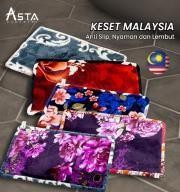 ASTA
KESET MALAYSIA
Anti Slip, Nyaman dan Lembut